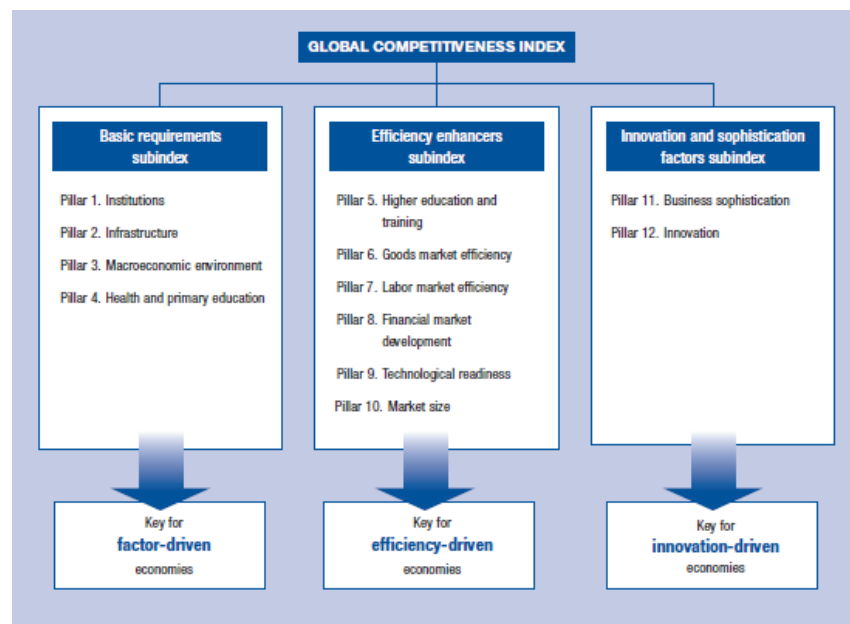 GLOBAL COMPETITIVENESS INDEX
Basic requirements
subindex
Pillar 1. Institutions
Pillar 2. Infrastructure
Pillar 3. Macroeconomic environment
Pillar 4. Health and primary education
Key for
factor-driven
economies
Efficiency enhancers
subindex
Pillar 5. Higher education and
training
Pillar 6. Goods market efficiency
Pillar 7. Labor market efficiency
Pillar 8. Financial market
development
Pillar 9. Technological readiness
Pillar 10. Market size
Key for
efficiency-driven
economies
Innovation and sophistication
factors subindex
Pillar 11. Business sophistication
Pillar 12. Innovation
Key for
innovation-driven
economies